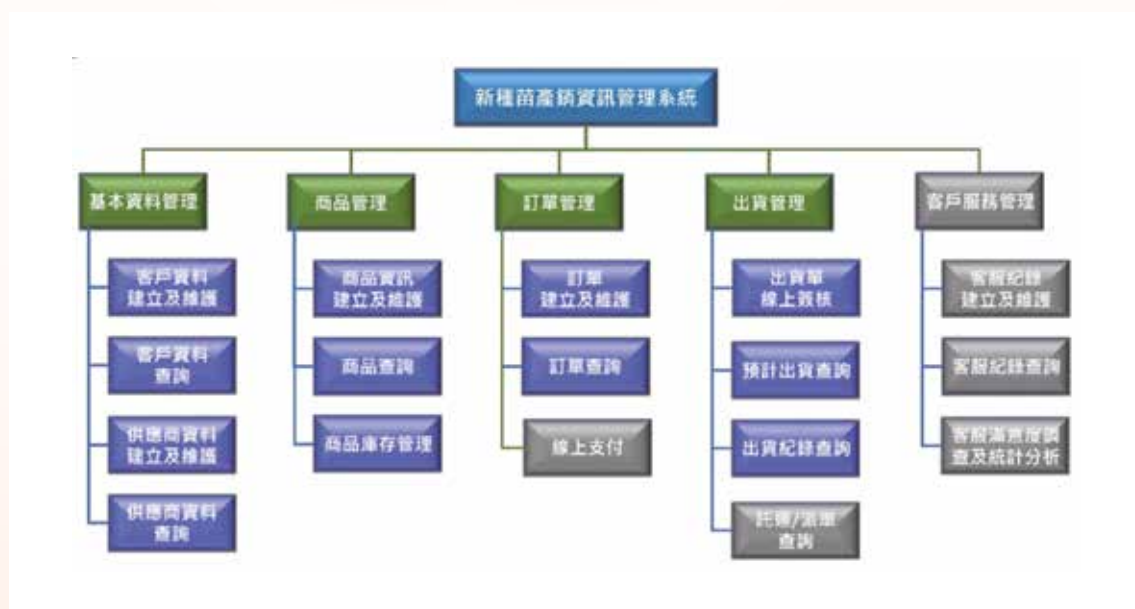 新種苗產銷資訊管理系統
基本資料管理
商品管理
訂單管理
出貨管理
客戶服務管理
客戶資料
建立及維護
客戶資料
查詢
供應商資料
建立及維護
供應商資料
查詢
商品資訊
建立及維護
商品查詢
商品庫存管理
訂單
建立及維護
訂單查詢
線上支付
出貨單
線上簽核
預計出貨查詢
出貨紀錄查詢
託運/派單
查詢
客服紀錄
建立及維護
客服紀錄查詢
客服滿意度調
查及統計分析